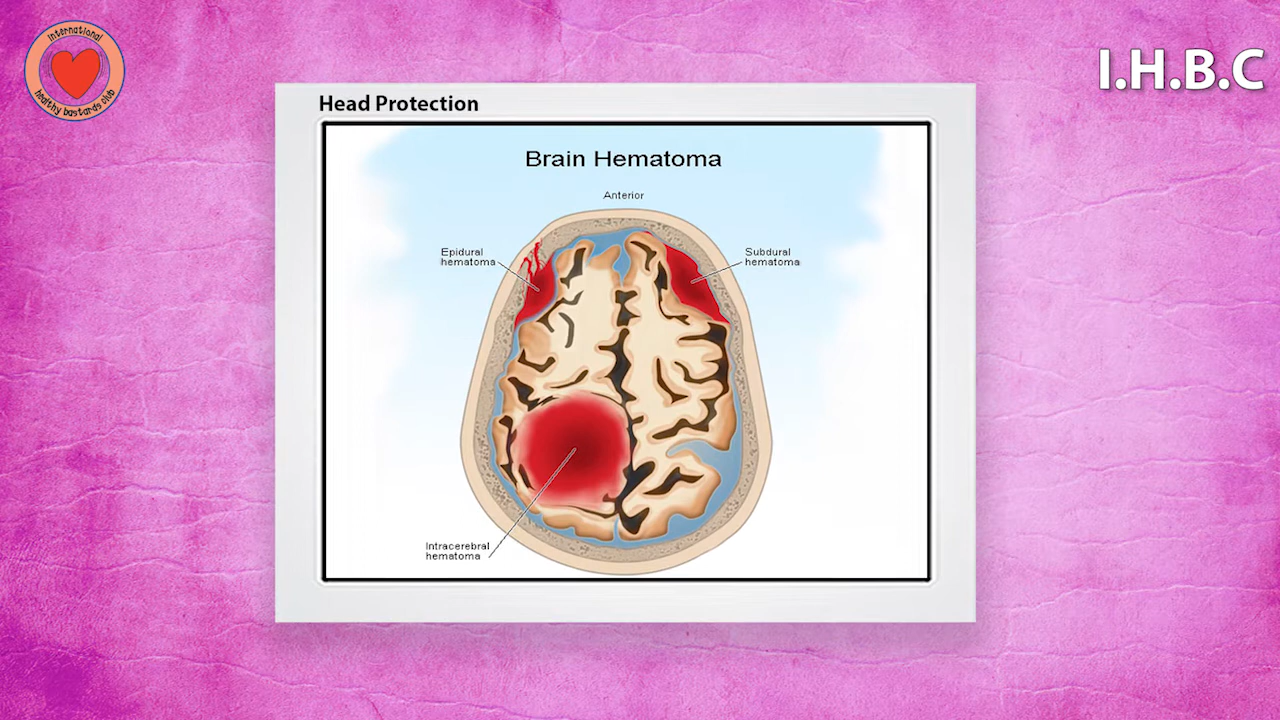 international
healthy bastards club
I.H.B.C
Head Protection
Brain Hematoma
Anterior
Epidural
hematoma
Subdural
hematoma
Intracerebral
hematoma